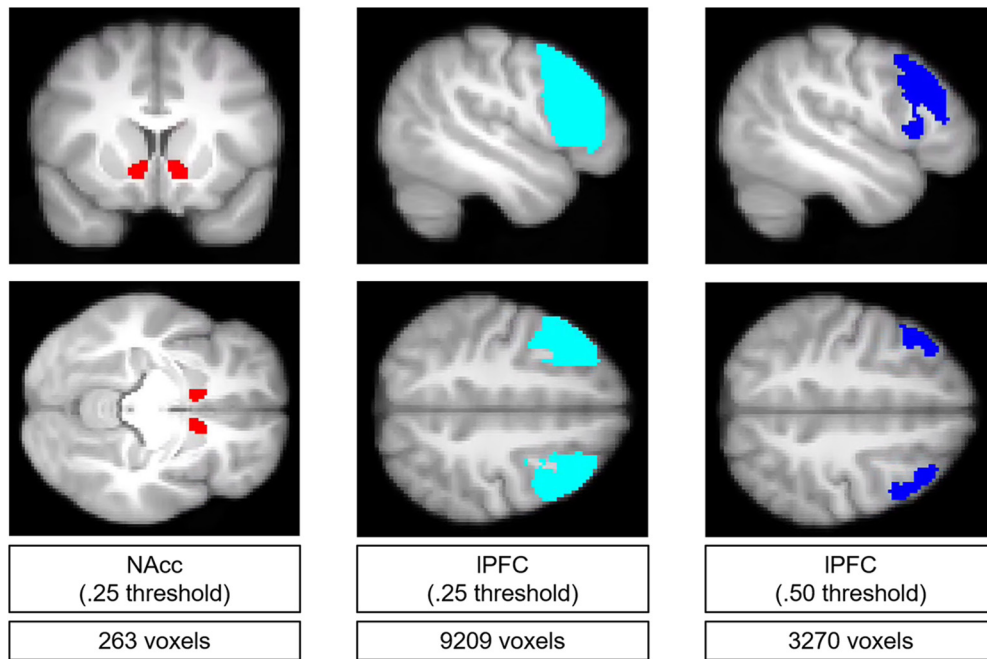 NAcc
(.25 threshold)
263 voxels
lPFC
(.25 threshold)
9209 voxels
lPFC
(.50 threshold)
3270 voxels